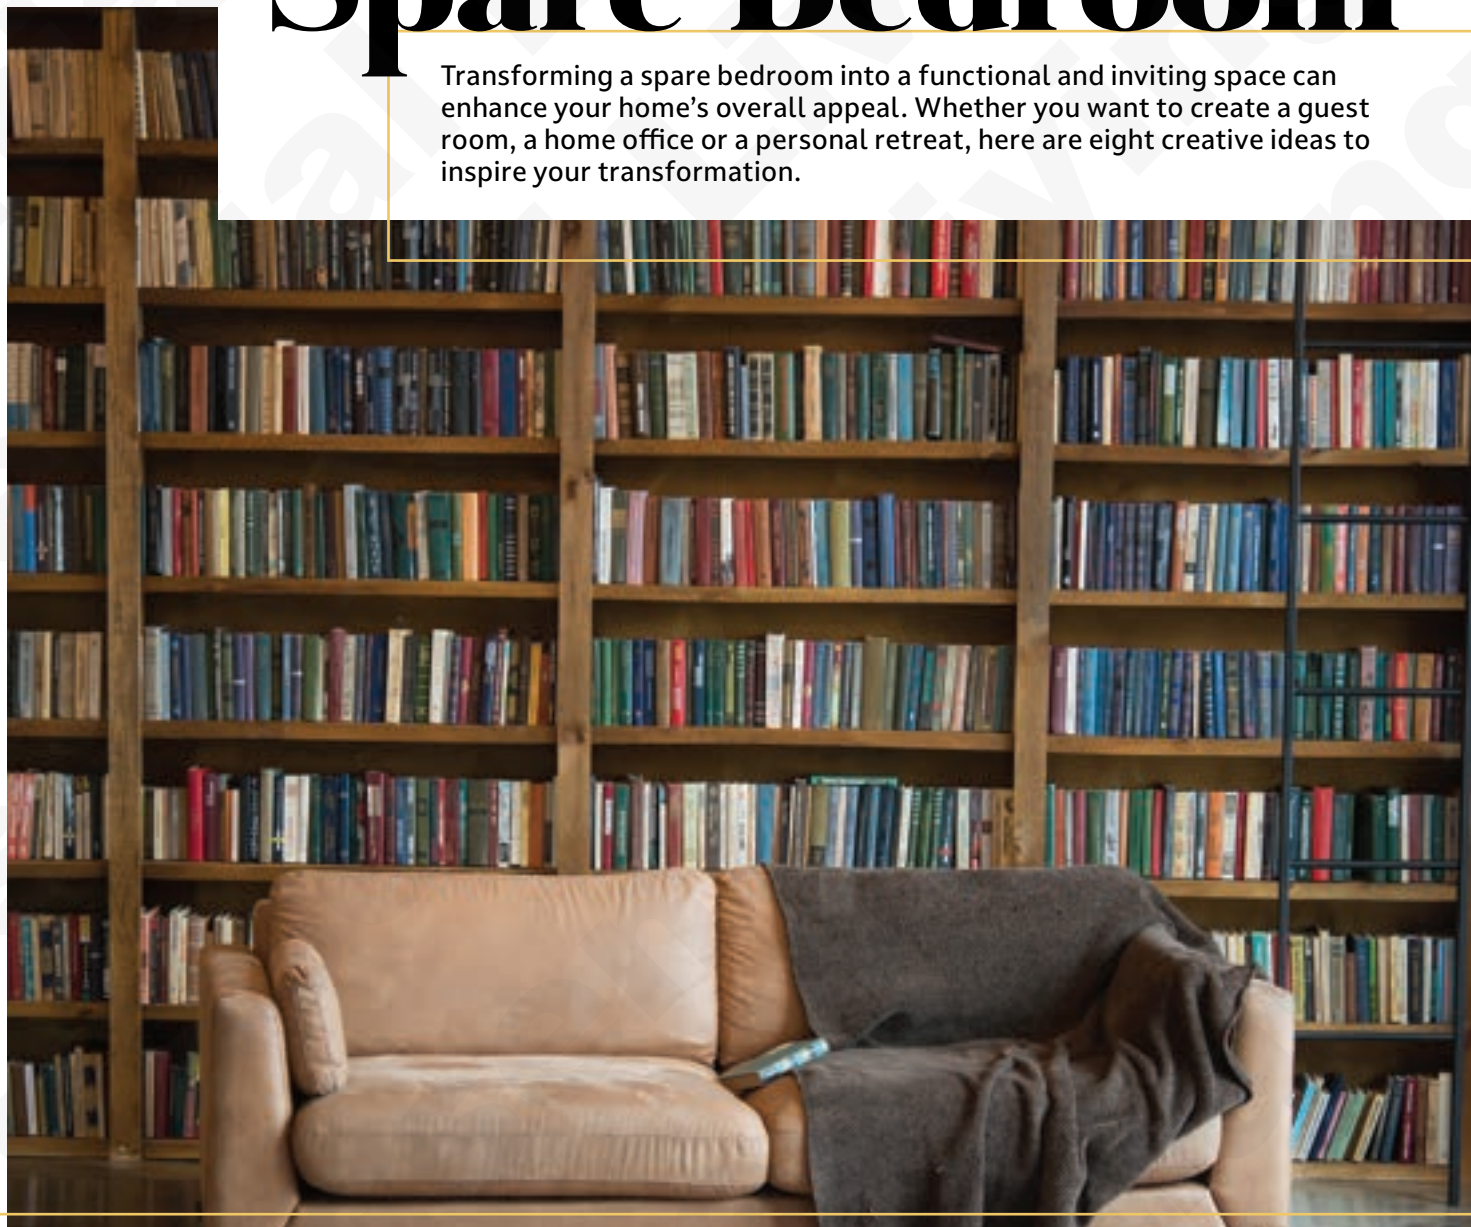 Spare Bedroom
Transforming a spare bedroom into a functional and inviting space can
enhance your home’s overall appeal. Whether you want to create a guest
room, a home office or a personal retreat, here are eight creative ideas to
inspire your transformation.